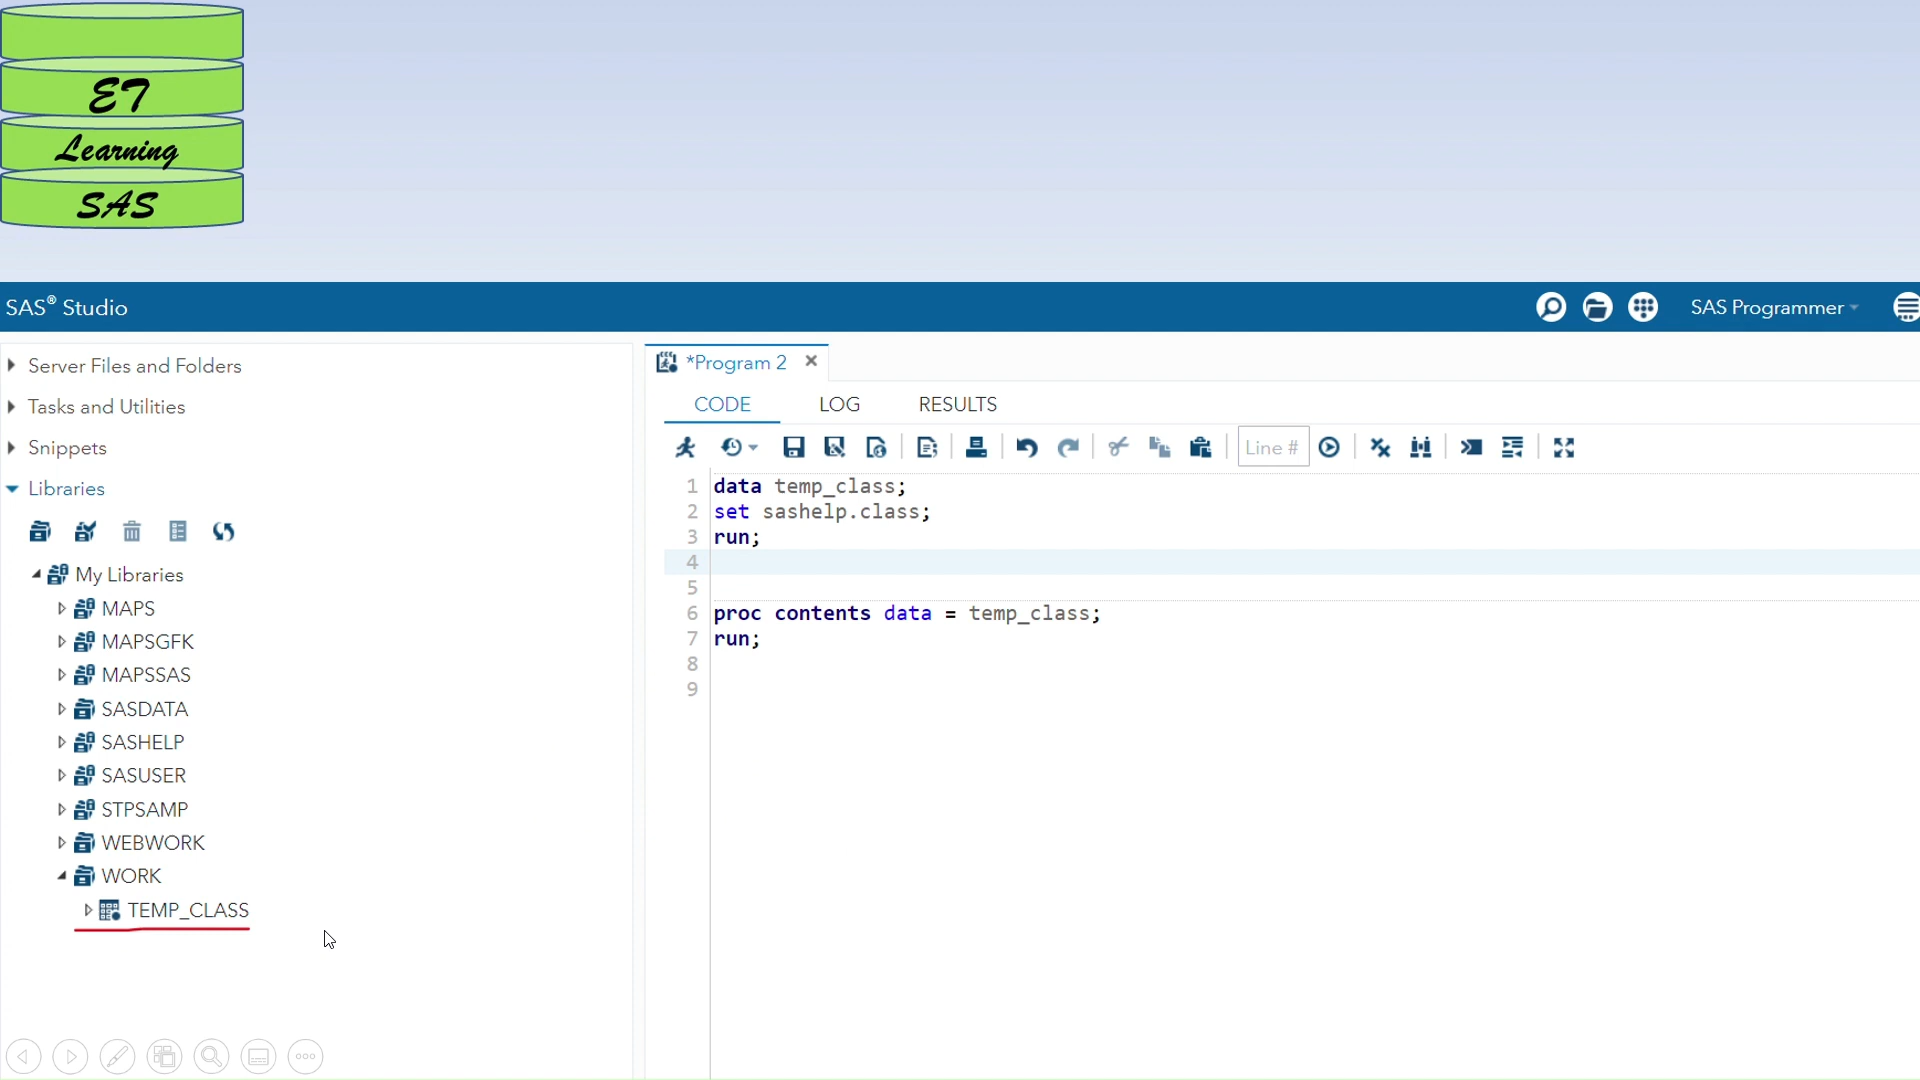 ET
Learning
SAS
SAS® Studio
SAS Programmer
Server Files and Folders
Tasks and Utilities
Snippets
Libraries
My Libraries
MAPS
MAPSGFK
MAPSSAS
SASDATA
SASHELP
SASUSER
STPSAMP
WEBWORK
WORK
TEMP_CLASS
*Program 2
CODE LOG RESULTS
Line #
1 data temp_class;
2 set sashelp.class;
3 run;
4
5
6 proc contents data = temp_class;
7 run;
8
9